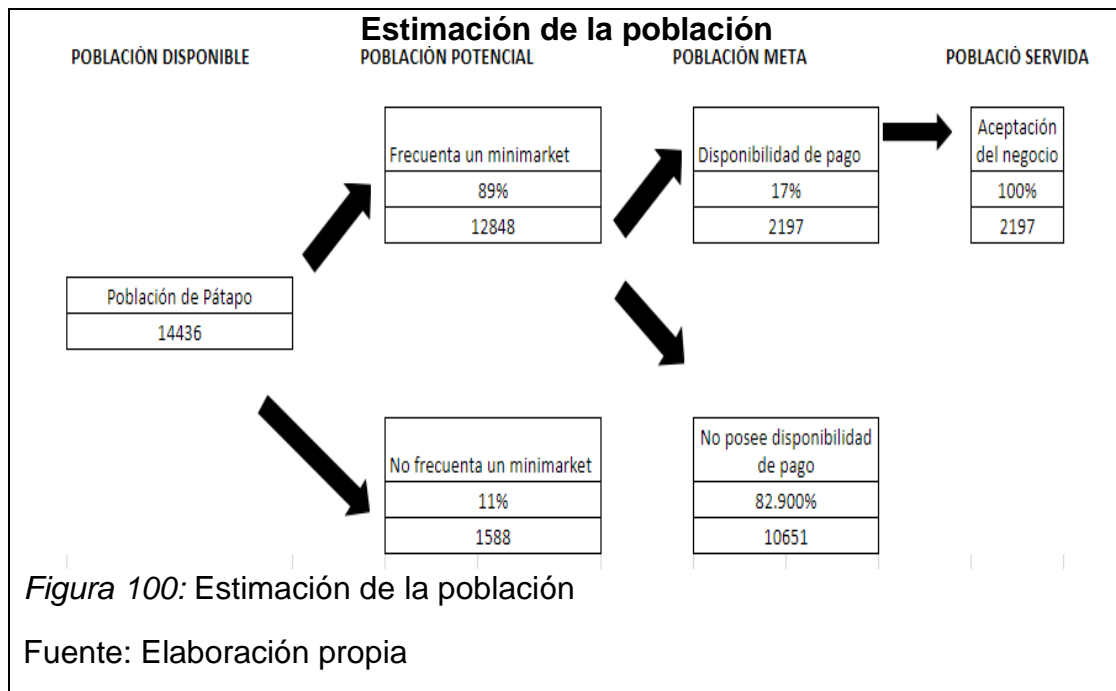 Estimación de la población
POBLACIÓN DISPONIBLE
POBLACIÓN POTENCIAL
POBLACIÓN META
POBLACIÓ SERVIDA
Frecuenta un minimarket
89%
12848
Disponibilidad de pago
17%
2197
Aceptación
del negocio
100%
2197
Población de Pátapo
14436
No frecuenta un minimarket
11%
1588
No posee disponibilidad
de pago
82.900%
10651
Figura 100: Estimación de la población
Fuente: Elaboración propia